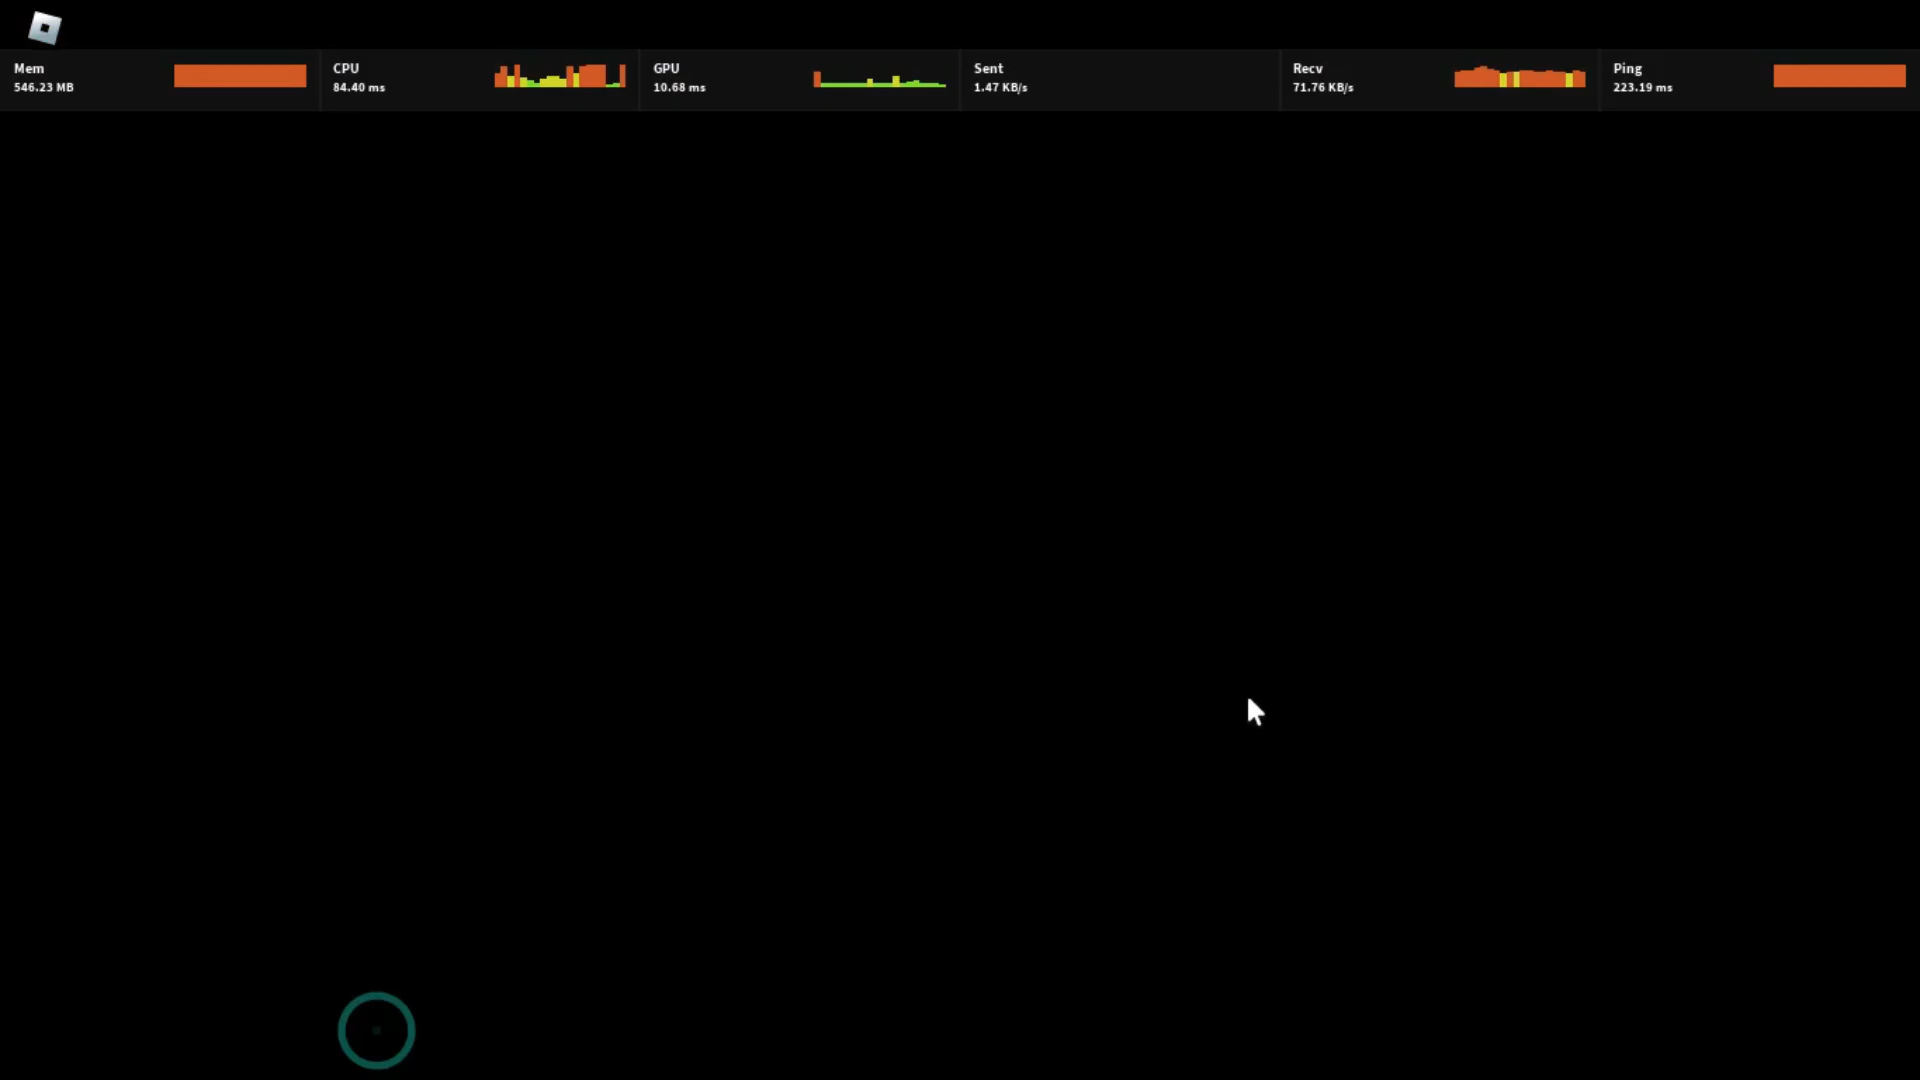 Mem
546.23 MB
CPU
84.40 ms
GPU
10.68 ms
Sent
1.47 KB/s
Recv
71.76 KB/s
Ping
223.19 ms